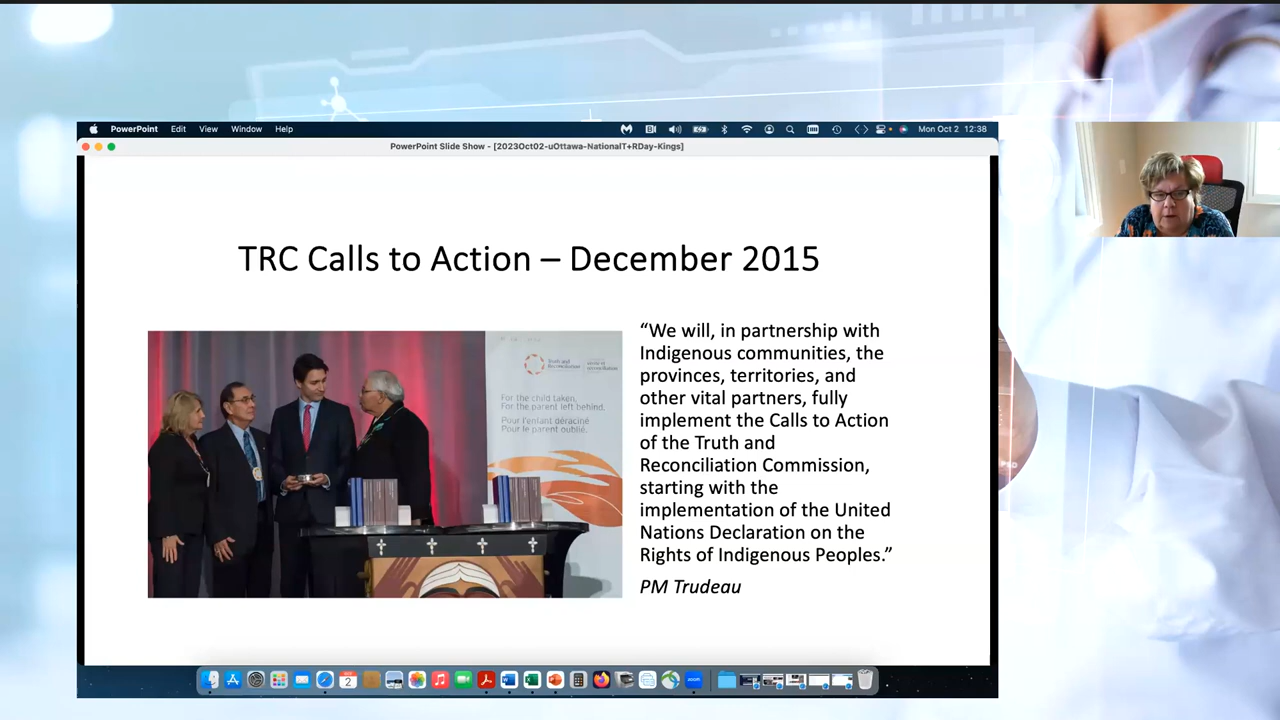 PowerPoint Edit View Window Help Mon Oct 2 12:38
PowerPoint Slide Show - [2023Oct02-uOttawa-NationalT+RDay-Kings]
TRC Calls to Action – December 2015
Truth and
Reconciliation
For the child taken,
For the parent left behind.
Pour l'enfant déraciné
Pour le parent oublié.
“We will, in partnership with
Indigenous communities, the
provinces, territories, and
other vital partners, fully
implement the Calls to Action
of the Truth and
Reconciliation Commission,
starting with the
implementation of the United
Nations Declaration on the
Rights of Indigenous Peoples.”
PM Trudeau
2
zoom